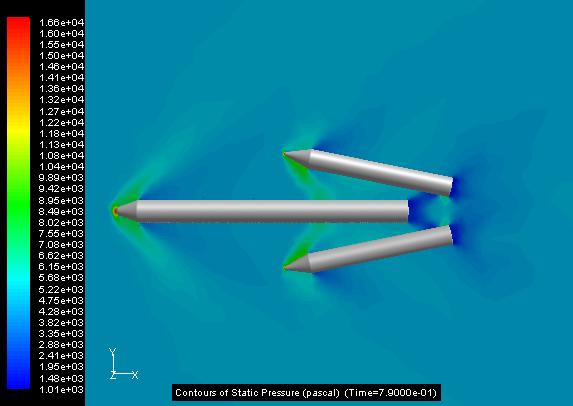 1.66e+04
1.60e+04
1.55e+04
1.50e+04
1.46e+04
1.41e+04
1.36e+04
1.32e+04
1.27e+04
1.22e+04
1.18e+04
1.13e+04
1.08e+04
1.04e+04
9.89e+03
9.42e+03
8.95e+03
8.49e+03
8.02e+03
7.55e+03
7.08e+03
6.62e+03
6.15e+03
5.68e+03
5.22e+03
4.75e+03
4.28e+03
3.82e+03
3.35e+03
2.88e+03
2.41e+03
1.95e+03
1.48e+03
1.01e+03
Y
Z X
Contours of Static Pressure (pascal) (Time=7.9000e-01)